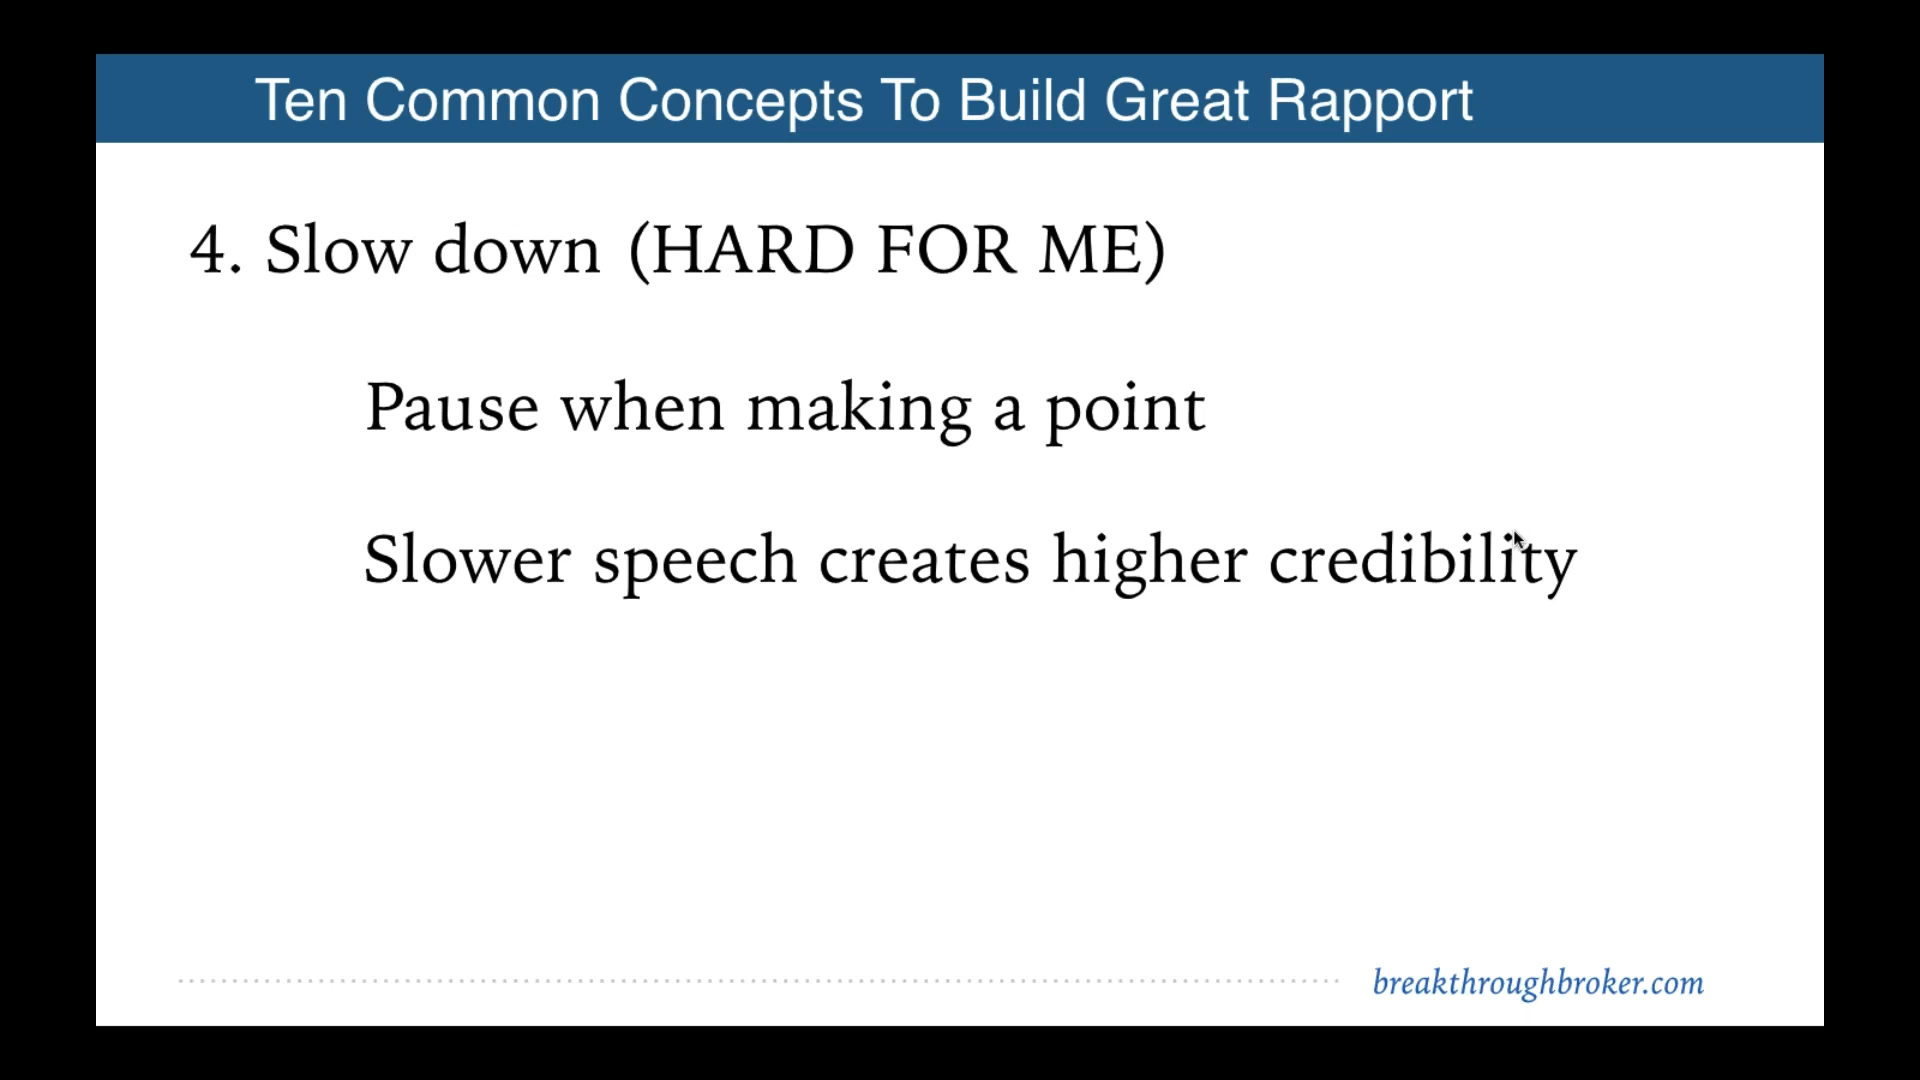 Ten Common Concepts To Build Great Rapport
4. Slow down (HARD FOR ME)
Pause when making a point
Slower speech creates higher credibility
breakthroughbroker.com